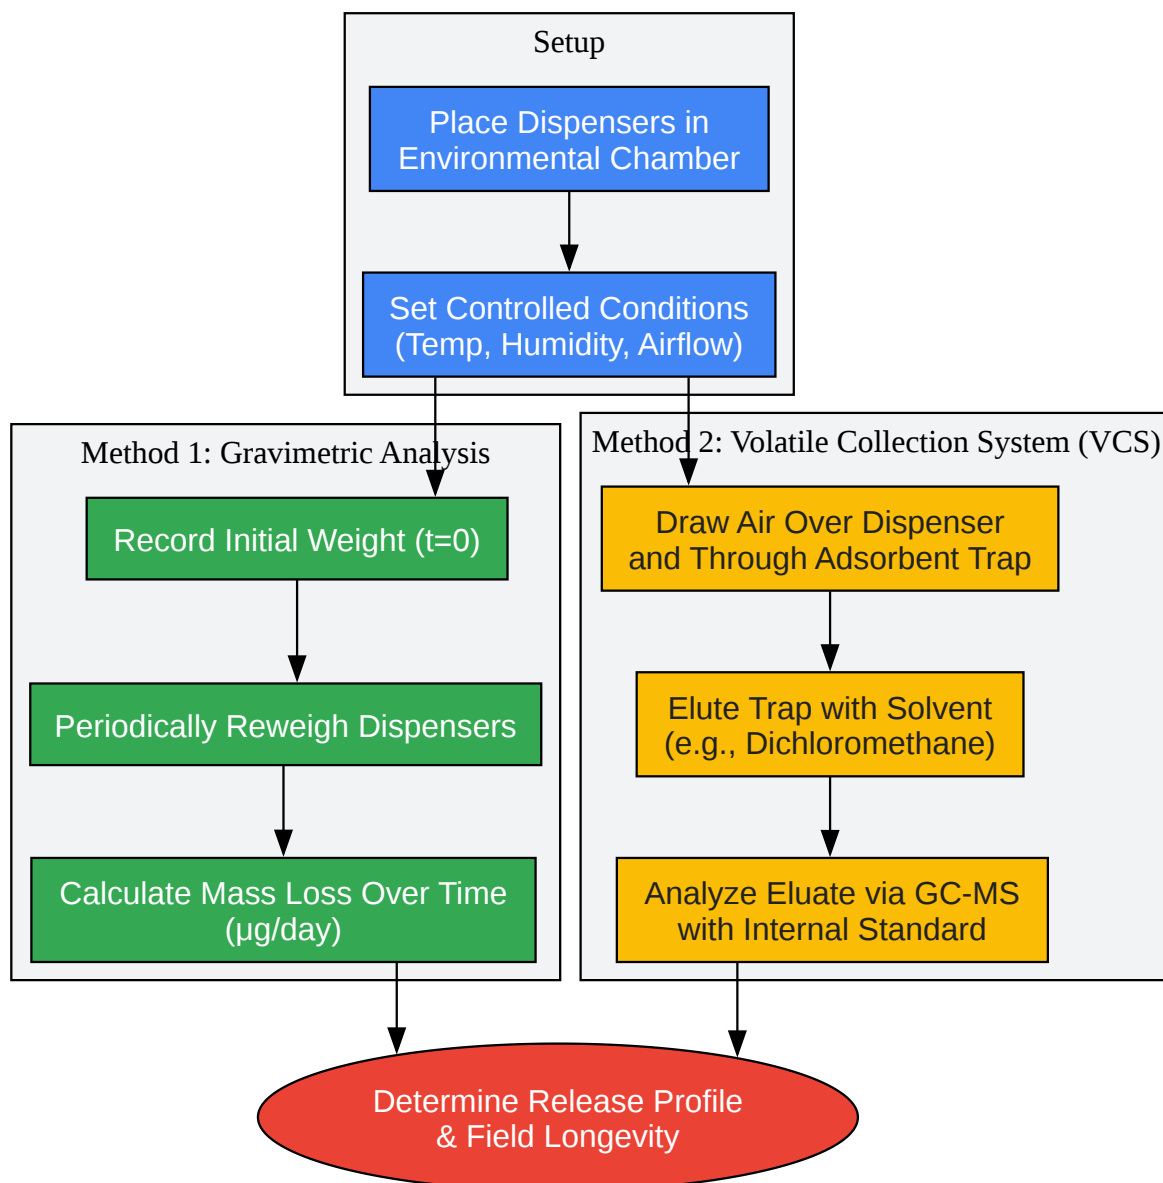 Setup
Place Dispensers in
Environmental Chamber
Set Controlled Conditions
(Temp, Humidity, Airflow)
Method 1: Gravimetric Analysis
Record Initial Weight (t=0)
Periodically Reweigh Dispensers
Calculate Mass Loss Over Time
(µg/day)
Method 2: Volatile Collection System (VCS)
Draw Air Over Dispenser
and Through Adsorbent Trap
Elute Trap with Solvent
(e.g., Dichloromethane)
Analyze Eluate via GC-MS
with Internal Standard
Determine Release Profile
& Field Longevity